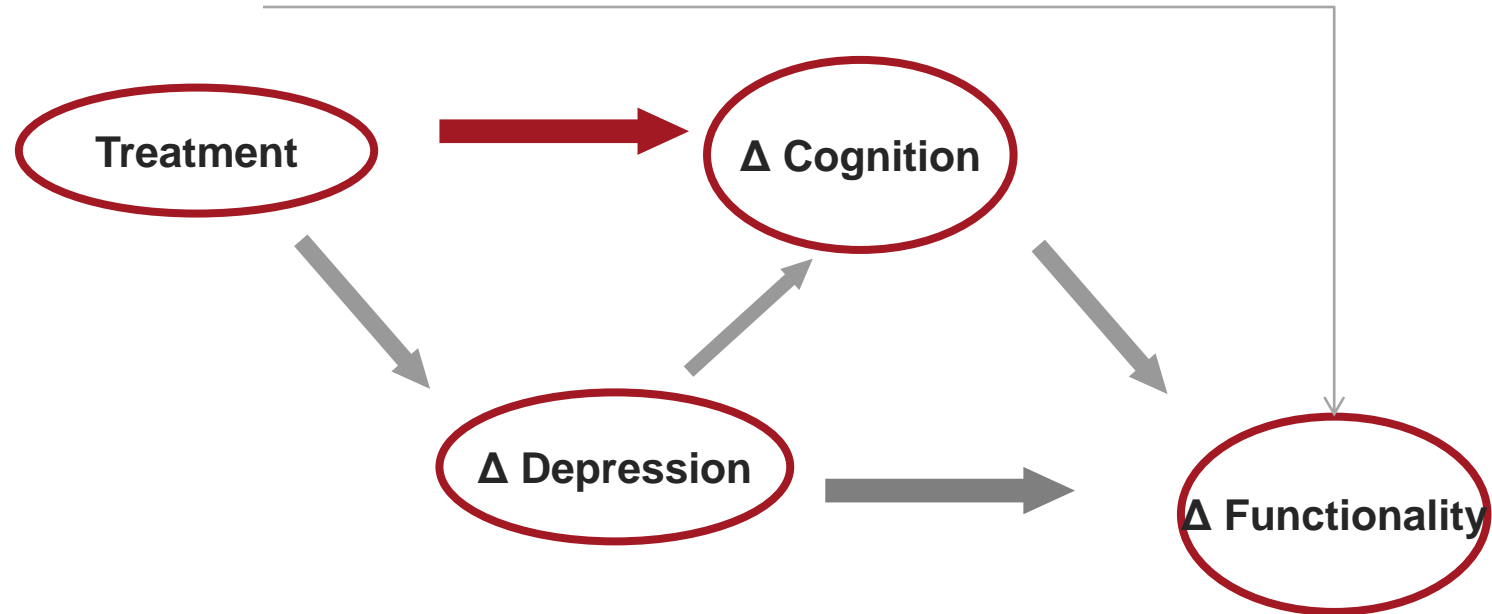 Treatment
Δ Cognition
Δ Depression
Δ Functionality